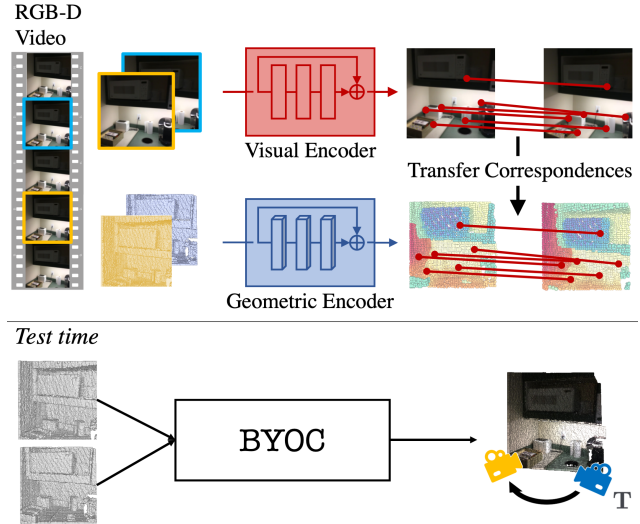 RGB-D
Video
Visual Encoder
Transfer Correspondences
Geometric Encoder
Test time
BYOC
T